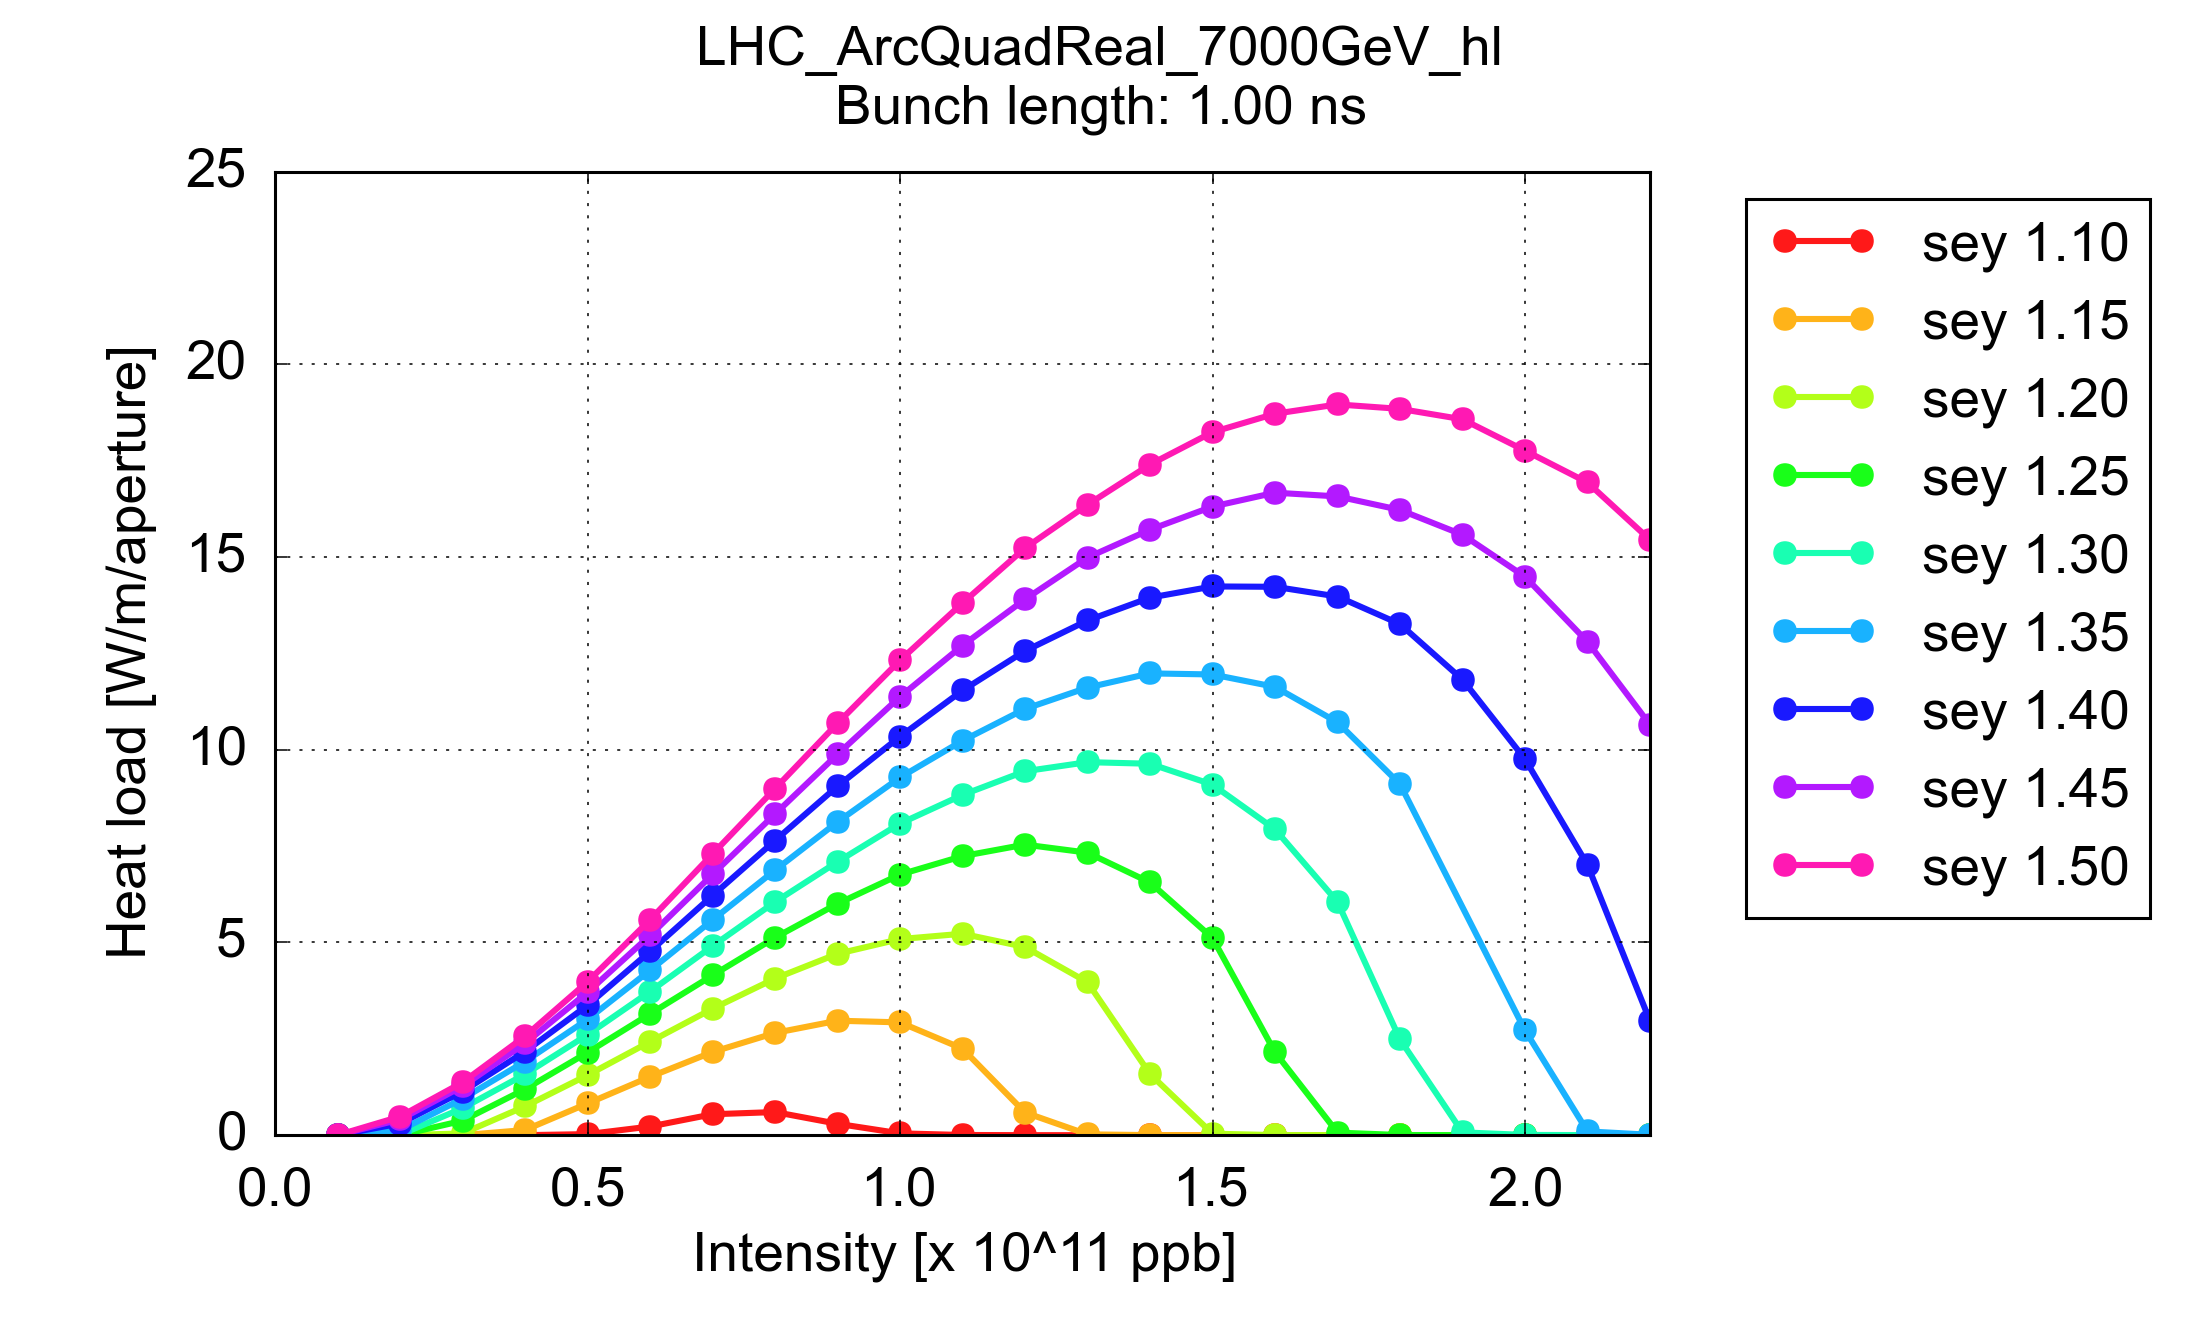 LHC_ArcQuadReal_7000GeV_hl
Bunch length: 1.00 ns
25
20
15
10
5
0
Heat load [W/m/aperture]
0.0
0.5
1.0
1.5
2.0
Intensity [x 10^11 ppb]
sey 1.10
sey 1.15
sey 1.20
sey 1.25
sey 1.30
sey 1.35
sey 1.40
sey 1.45
sey 1.50